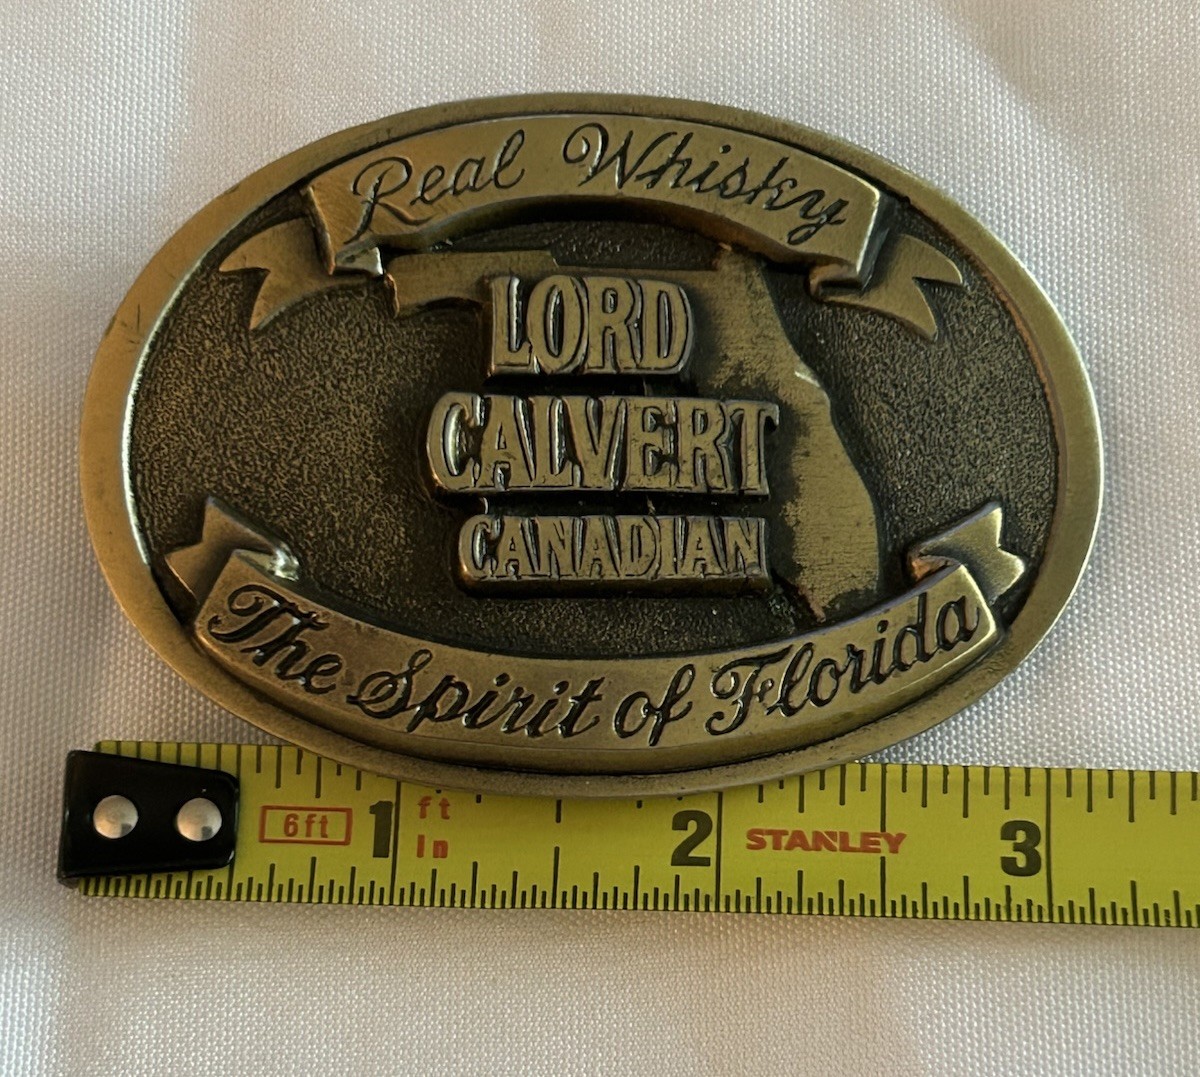 Real Whisky
LORD
CALVERT
CANADIAN
The Spirit of Florida
6ft 1 ft 2 STANLEY 3
in